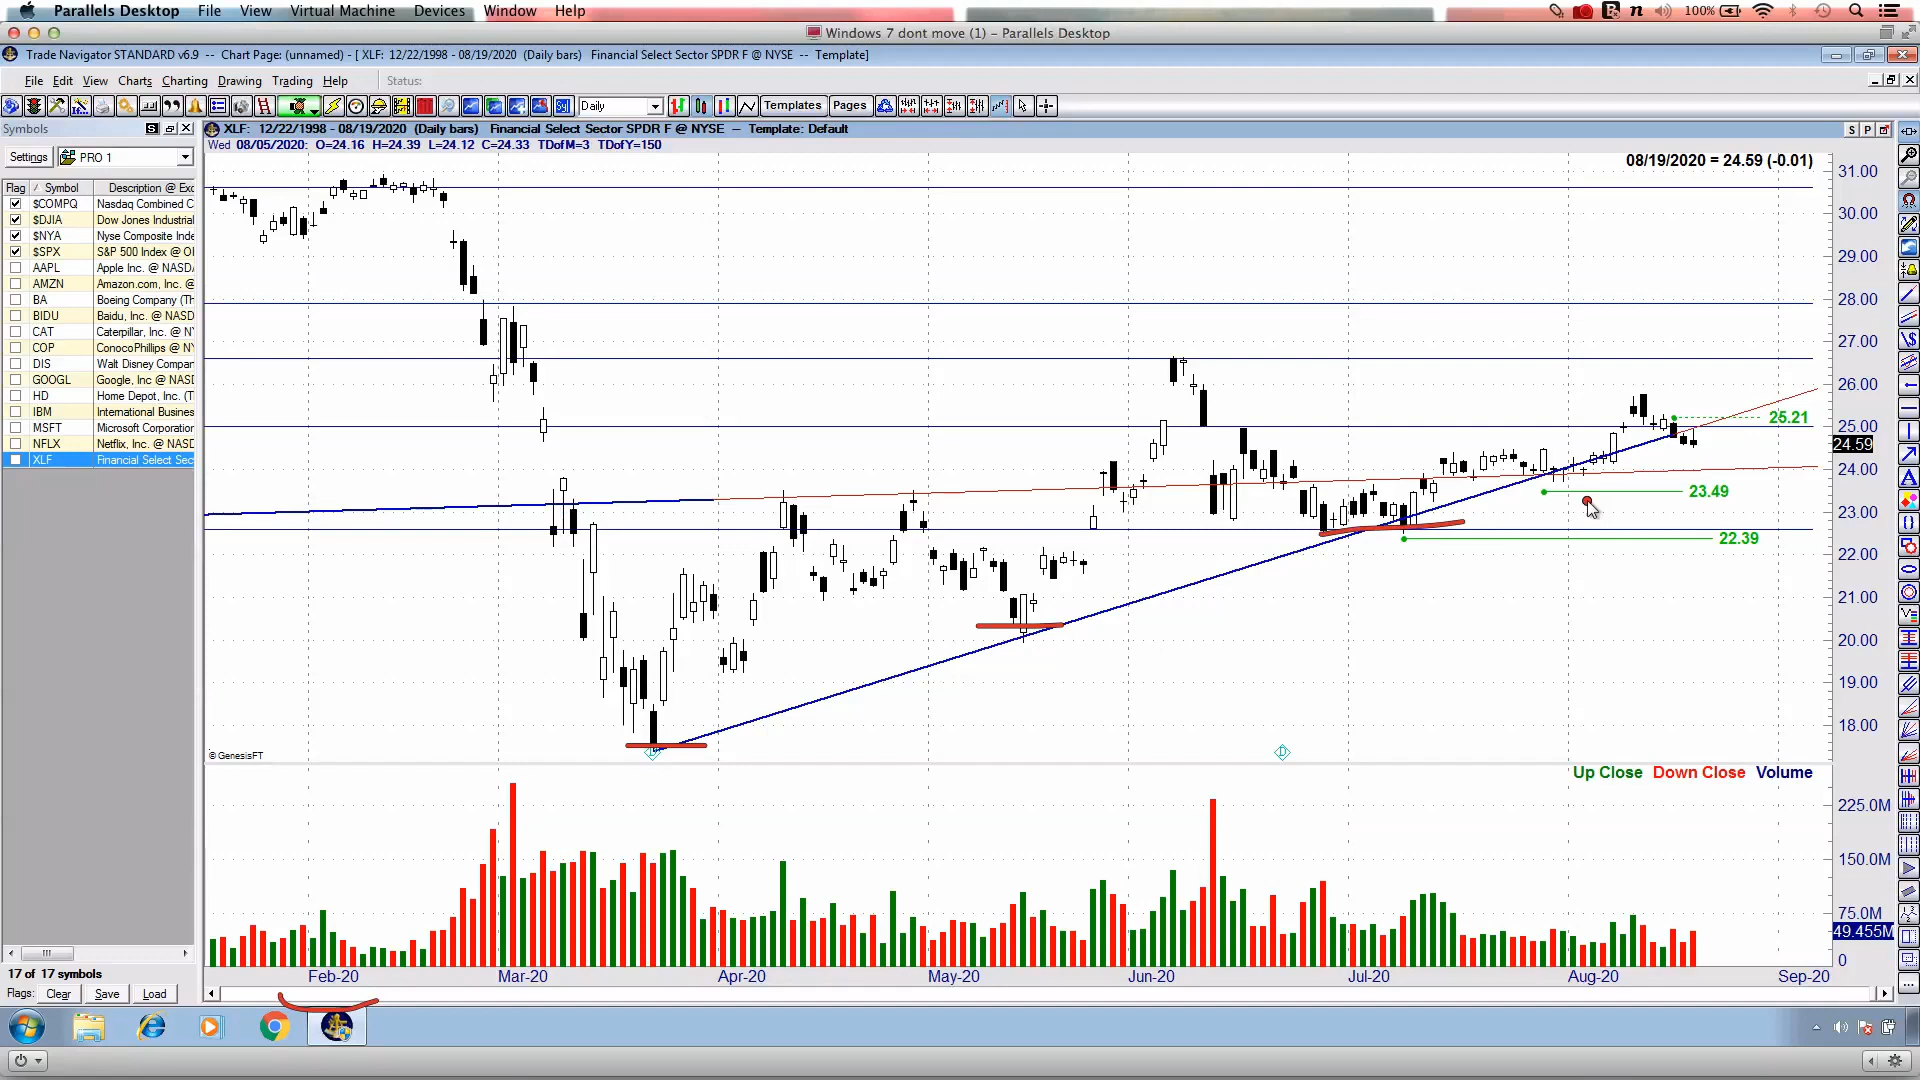 Parallels Desktop File View Virtual Machine Devices Window Help 100%
Windows 7 dont move (1) - Parallels Desktop
Trade Navigator STANDARD v6.9 -- Chart Page: (unnamed) - [ XLF: 12/22/1998 - 08/19/2020 (Daily bars) Financial Select Sector SPDR F @ NYSE -- Template]
File Edit View Charts Charting Drawing Trading Help Status:
Daily Templates Pages
Symbols S
XLF: 12/22/1998 - 08/19/2020 (Daily bars) Financial Select Sector SPDR F @ NYSE -- Template: Default S P
Wed 08/05/2020: O=24.16 H=24.39 L=24.12 C=24.33 TDofM=3 TDofY=150
Settings PRO 1
08/19/2020 = 24.59 (-0.01)
Flag Symbol Description @ Exc
$COMPQ Nasdaq Combined C
$DJIA Dow Jones Industrial
$NYA Nyse Composite Inde
$SPX S&P 500 Index @ O
AAPL Apple Inc. @ NASD
AMZN Amazon.com, Inc. @
BA Boeing Company (Th
BIDU Baidu, Inc. @ NASD
CAT Caterpillar, Inc. @ N
COP ConocoPhillips @ NY
DIS Walt Disney Compan
GOOGL Google, Inc @ NASD
HD Home Depot, Inc. (T
IBM International Busines
MSFT Microsoft Corporation
NFLX Netflix, Inc. @ NASD
XLF Financial Select Sec
31.00
30.00
29.00
28.00
27.00
26.00
25.21
25.00
24.59
24.00
23.49
23.00
22.39
22.00
21.00
20.00
19.00
18.00
D D
© GenesisFT
Up Close Down Close Volume
225.0M
150.0M
75.0M
49.455M
0
Feb-20 Mar-20 Apr-20 May-20 Jun-20 Jul-20 Aug-20 Sep-20
17 of 17 symbols
Flags: Clear Save Load